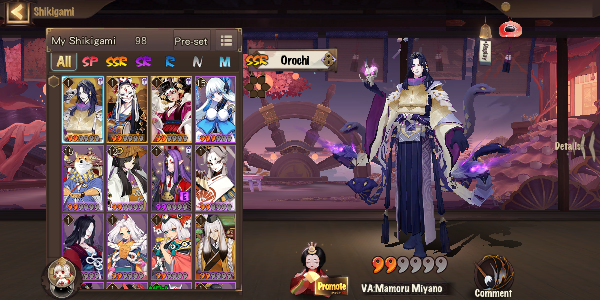 Shikigami
My Shikigami 98 Pre-set
All SP SSR SR R N M
SSR Orochi
Display
Details
Promote
999999
VA:Mamoru Miyano
Comment